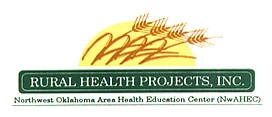 RURAL HEALTH PROJECTS, INC.
Northwest Oklahoma Area Health Education Center (NwAHEC)